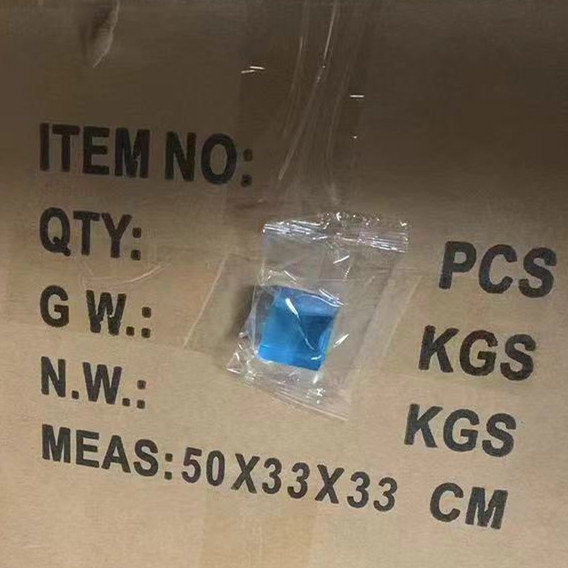 ITEM NO:
QTY: PCS
G W.: KGS
N.W.: KGS
MEAS: 50X33X33 CM